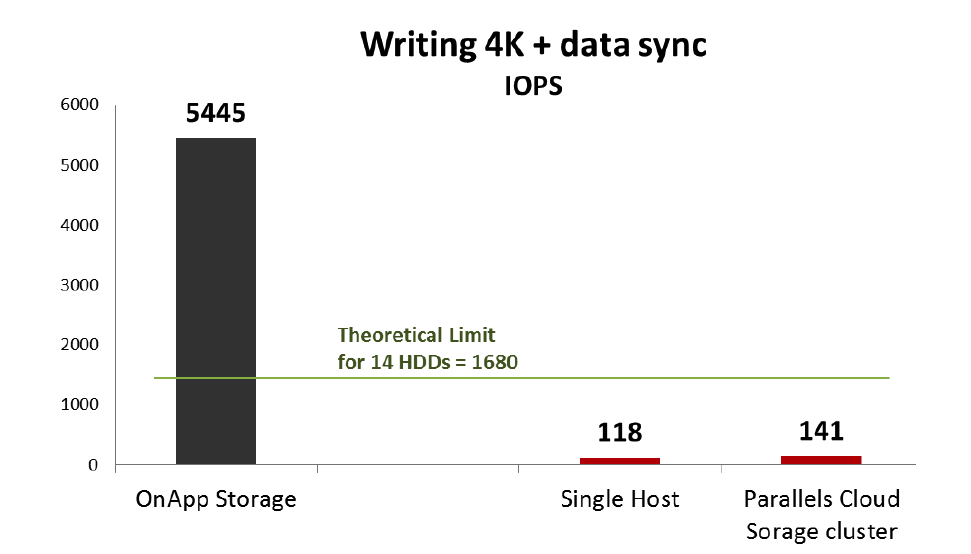 Writing 4K + data sync
IOPS
6000
5000
4000
3000
2000
1000
0
5445
Theoretical Limit
for 14 HDDs = 1680
118
141
OnApp Storage
Single Host
Parallels Cloud
Sorage cluster